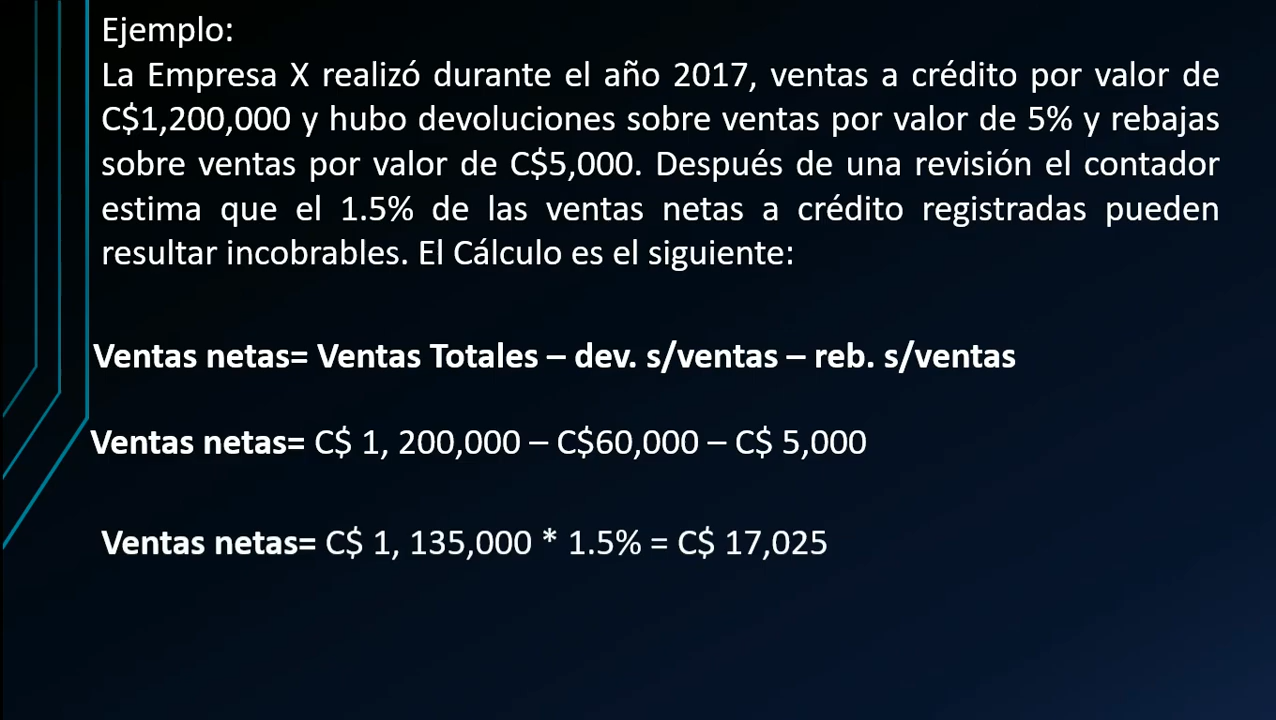 Ejemplo:
La Empresa X realizó durante el año 2017, ventas a crédito por valor de
C$1,200,000 y hubo devoluciones sobre ventas por valor de 5% y rebajas
sobre ventas por valor de C$5,000. Después de una revisión el contador
estima que el 1.5% de las ventas netas a crédito registradas pueden
resultar incobrables. El Cálculo es el siguiente:
Ventas netas= Ventas Totales – dev. s/ventas – reb. s/ventas
Ventas netas= C$ 1, 200,000 – C$60,000 – C$ 5,000
Ventas netas= C$ 1, 135,000 * 1.5% = C$ 17,025